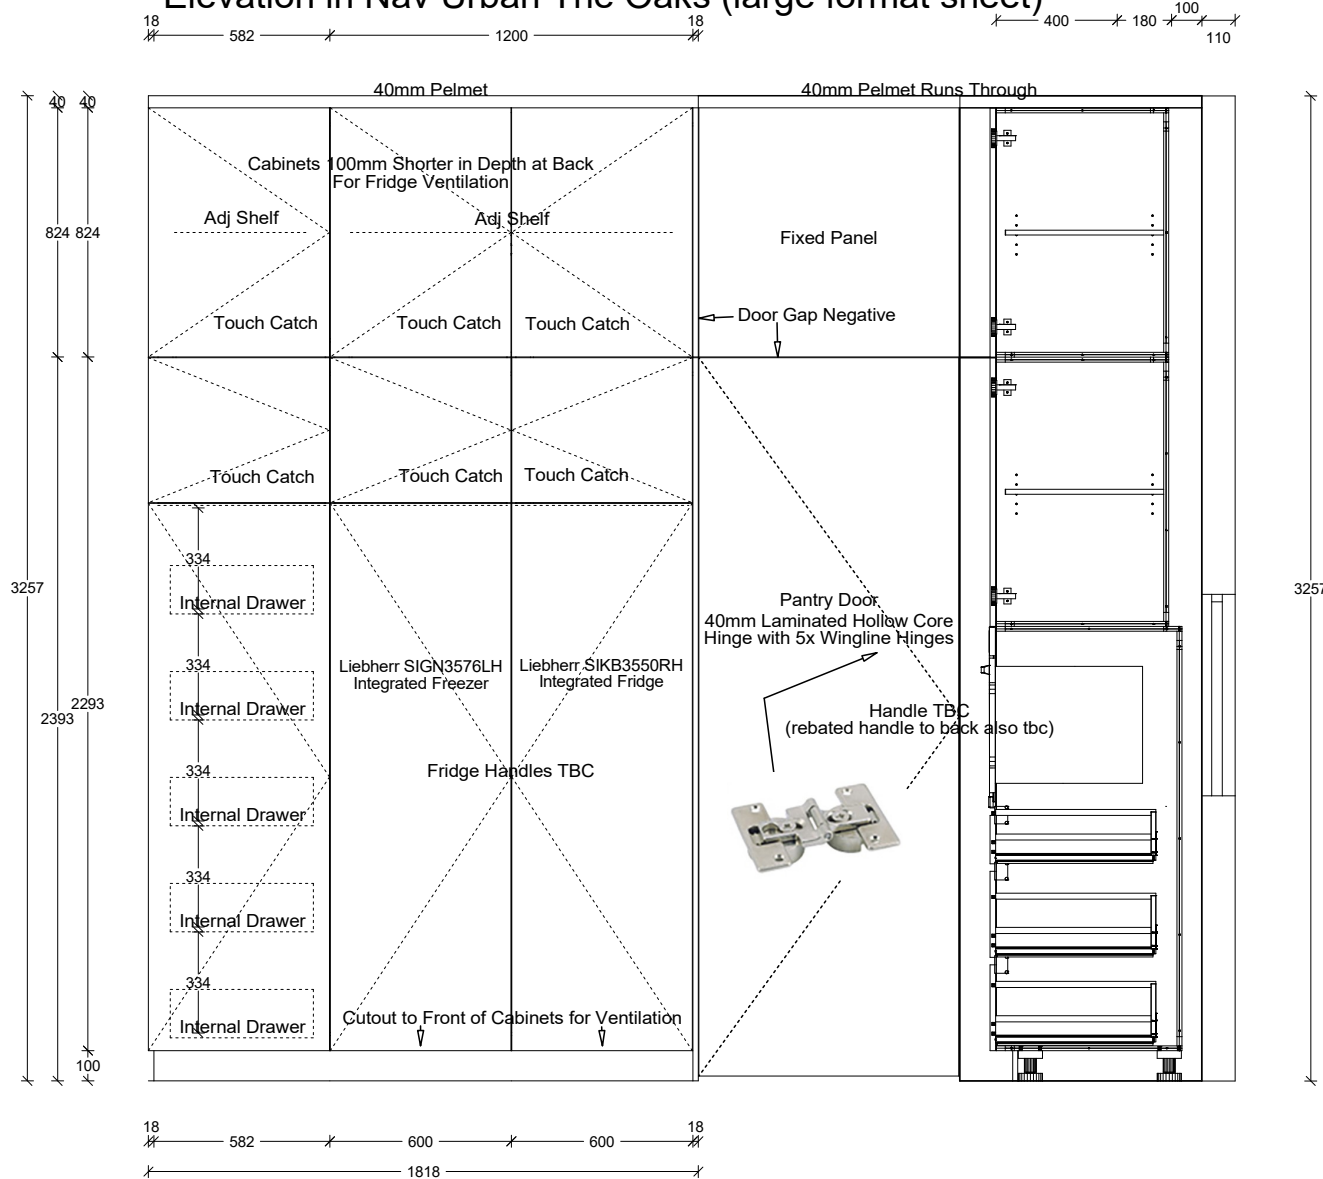 Elevation in Nav Urban The Oaks (large format sheet)
18
582
1200
18
400
180
100
110
40mm Pelmet
40mm Pelmet Runs Through
40
40
Cabinets 100mm Shorter in Depth at Back
For Fridge Ventilation
Adj Shelf
Adj Shelf
824
824
Fixed Panel
Touch Catch
Touch Catch
Touch Catch
Door Gap Negative
Touch Catch
Touch Catch
Touch Catch
334
Internal Drawer
3257
3257
Pantry Door
40mm Laminated Hollow Core
Hinge with 5x Wingline Hinges
334
Internal Drawer
Liebherr SIGN3576LH
Integrated Freezer
Liebherr SIKB3550RH
Integrated Fridge
2393
2293
Handle TBC
(rebated handle to back also tbc)
334
Internal Drawer
Fridge Handles TBC
334
Internal Drawer
334
Internal Drawer
Cutout to Front of Cabinets for Ventilation
100
18
582
600
600
18
1818